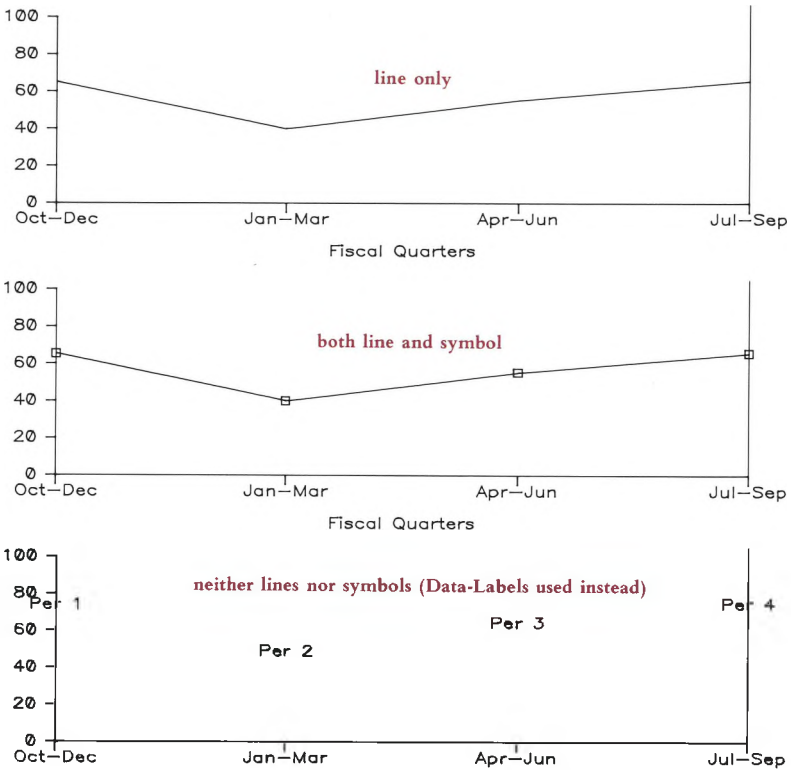 100
80
line only
60
40
20
0
Oct-Dec Jan-Mar Apr-Jun Jul-Sep
Fiscal Quarters
100
80
both line and symbol
60
40
20
0
Oct-Dec Jan-Mar Apr-Jun Jul-Sep
Fiscal Quarters
100
neither lines nor symbols (Data-Labels used instead)
80
Per 1 Per 4
60 Per 3
Per 2
40
20
0
Oct-Dec Jan-Mar Apr-Jun Jul-Sep